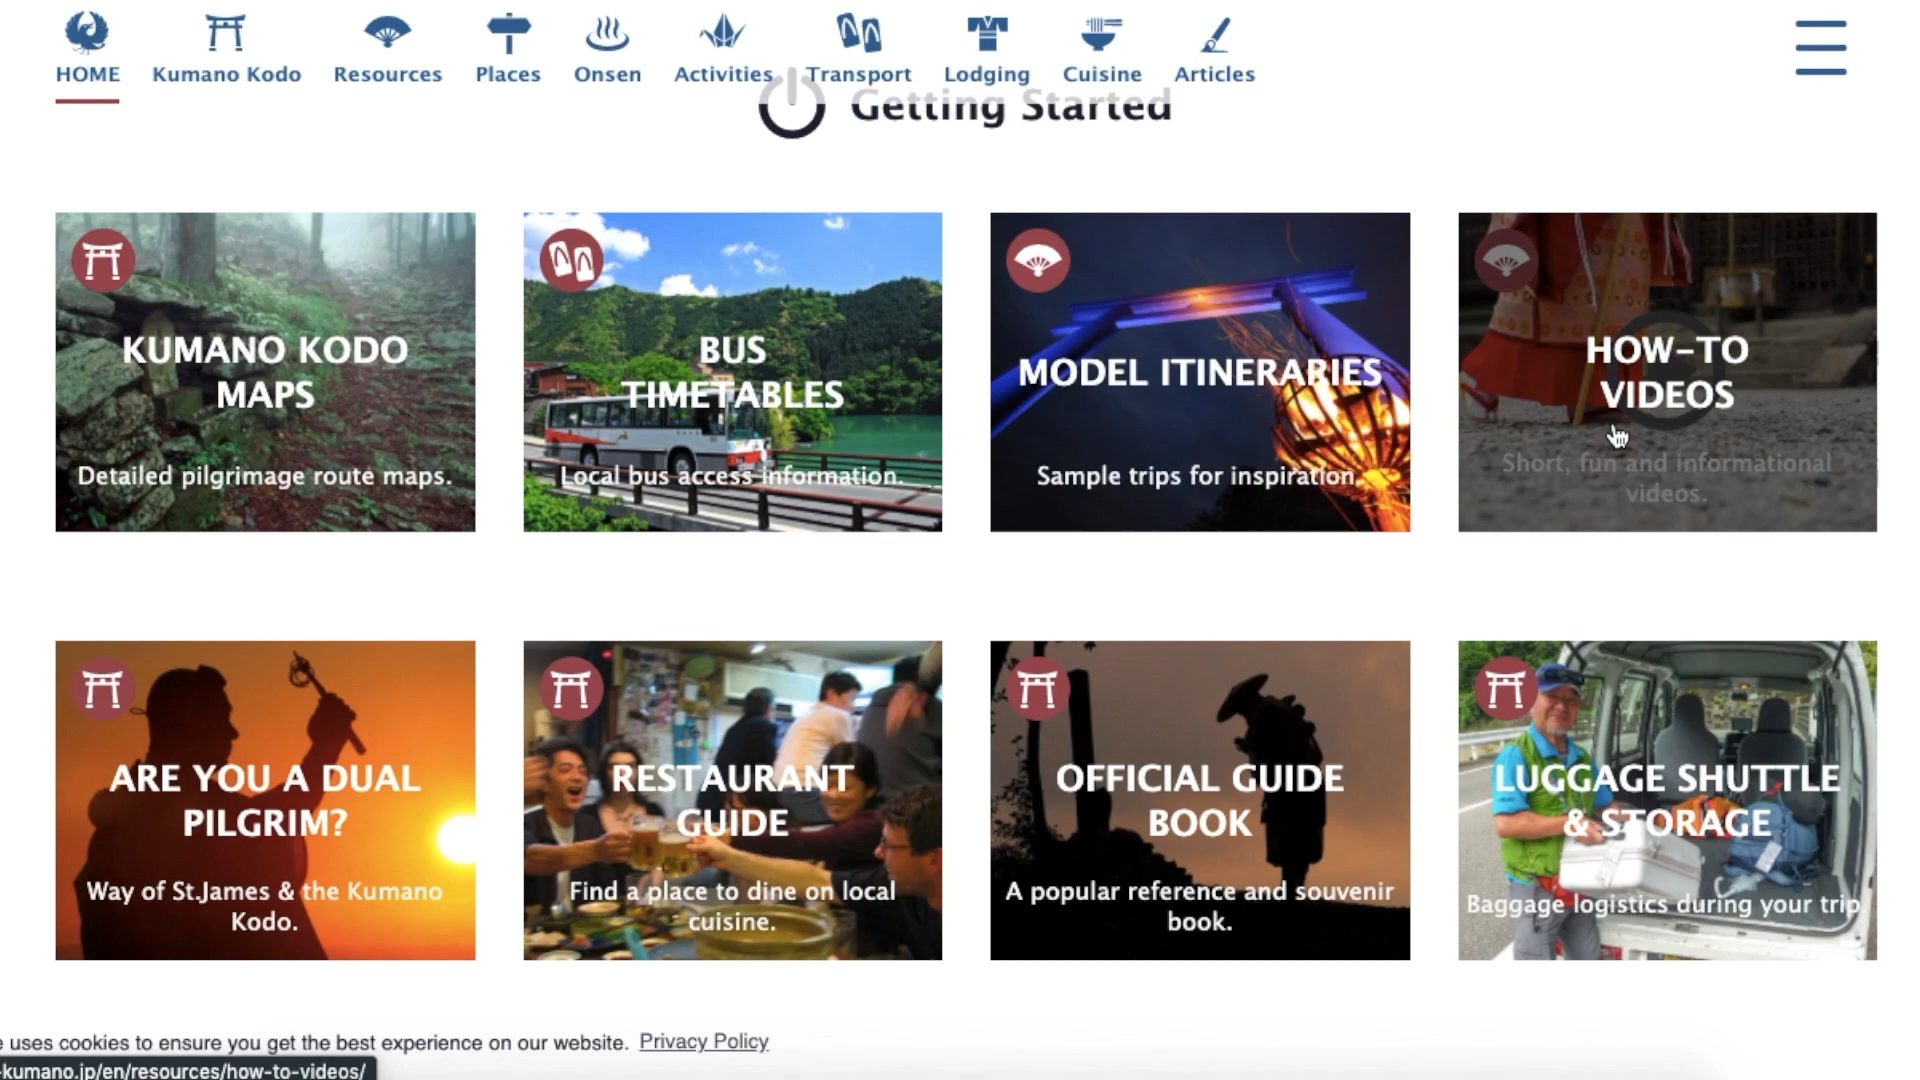 HOME Kumano Kodo Resources Places Onsen Activities Transport Lodging Cuisine Articles
Getting Started
KUMANO KODO
MAPS
Detailed pilgrimage route maps.
BUS
TIMETABLES
Local bus access information.
MODEL ITINERARIES
Sample trips for inspiration.
HOW-TO
VIDEOS
Short, fun and informational
videos.
ARE YOU A DUAL
PILGRIM?
Way of St.James & the Kumano
Kodo.
RESTAURANT
GUIDE
Find a place to dine on local
cuisine.
OFFICIAL GUIDE
BOOK
A popular reference and souvenir
book.
LUGGAGE SHUTTLE
& STORAGE
Baggage logistics during your trip.
uses cookies to ensure you get the best experience on our website. Privacy Policy
-kumano.jp/en/resources/how-to-videos/